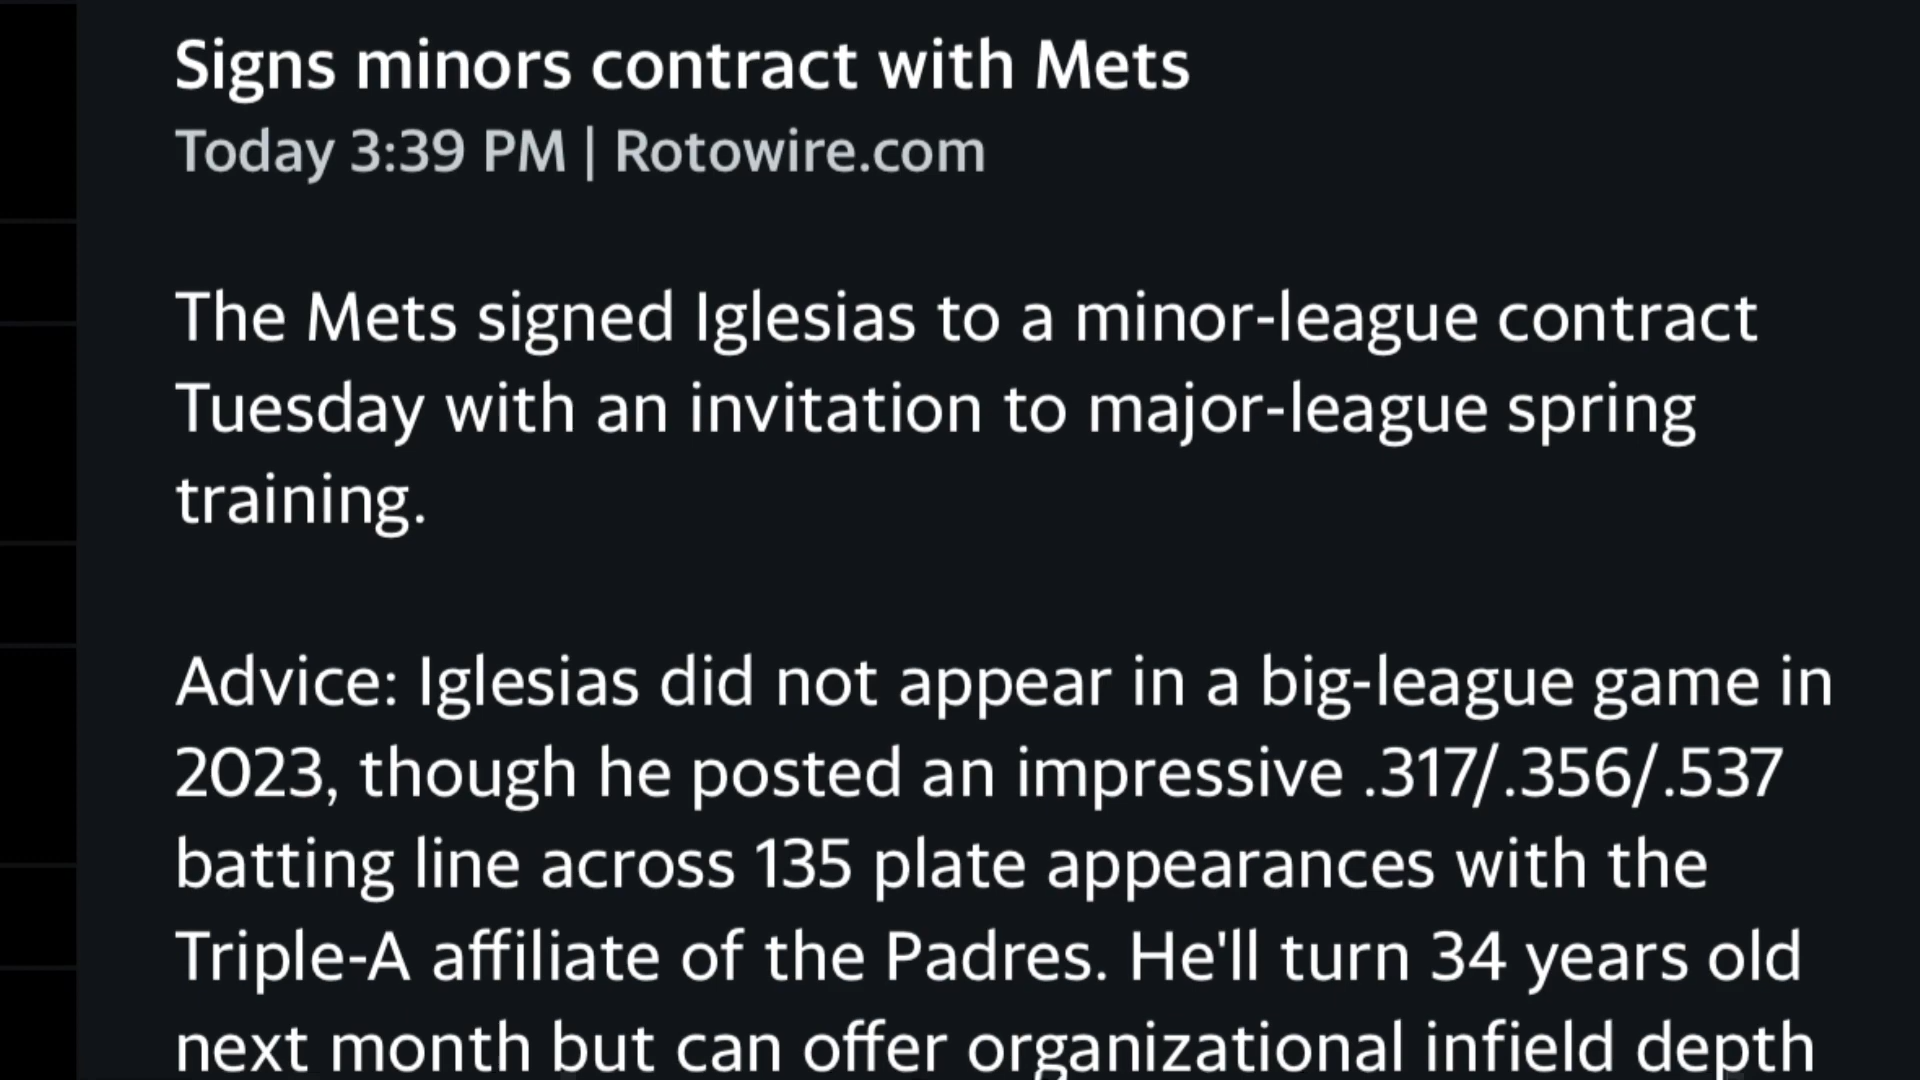 Signs minors contract with Mets
Today 3:39 PM | Rotowire.com
The Mets signed Iglesias to a minor-league contract
Tuesday with an invitation to major-league spring
training.
Advice: Iglesias did not appear in a big-league game in
2023, though he posted an impressive .317/.356/.537
batting line across 135 plate appearances with the
Triple-A affiliate of the Padres. He'll turn 34 years old
next month but can offer organizational infield depth